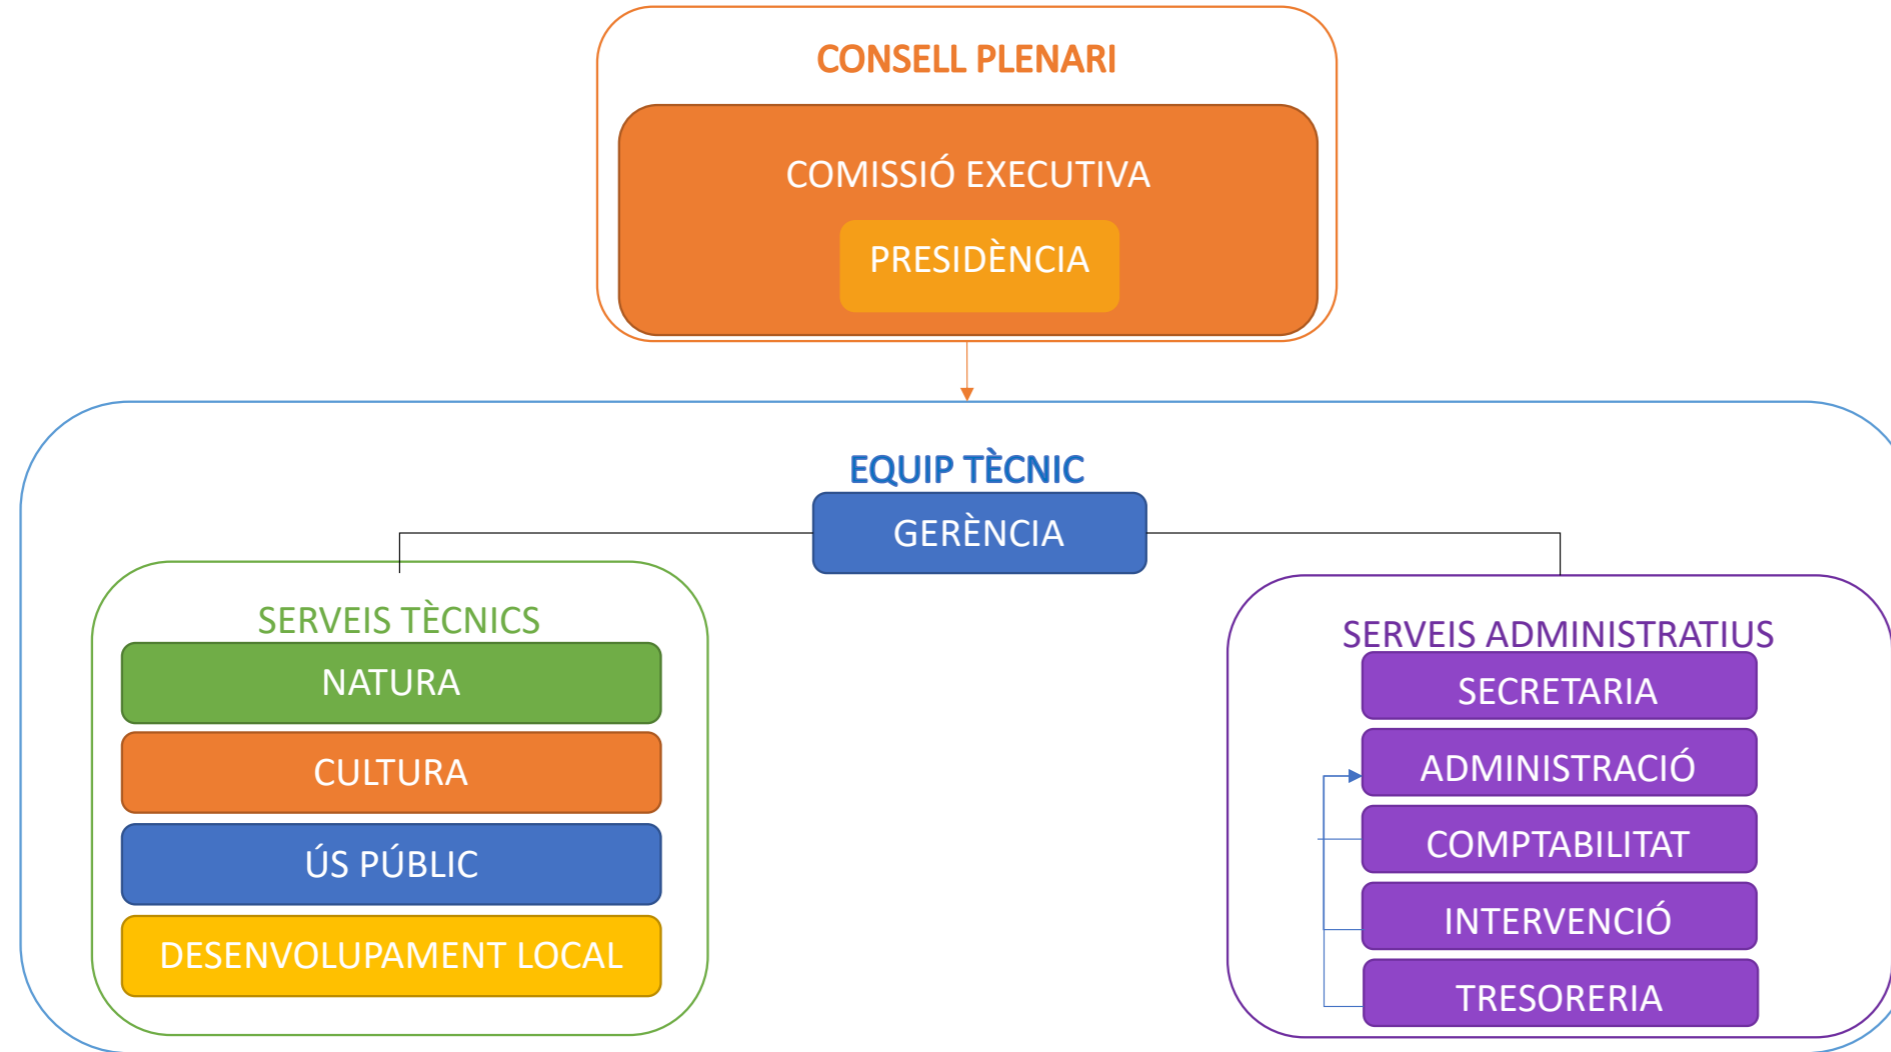 CONSELL PLENARI
COMISSIÓ EXECUTIVA
PRESIDÈNCIA
EQUIP TÈCNIC
GERÈNCIA
SERVEIS TÈCNICS
NATURA
CULTURA
ÚS PÚBLIC
DESENVOLUPAMENT LOCAL
SERVEIS ADMINISTRATIUS
SECRETARIA
ADMINISTRACIÓ
COMPTABILITAT
INTERVENCIÓ
TRESORERIA